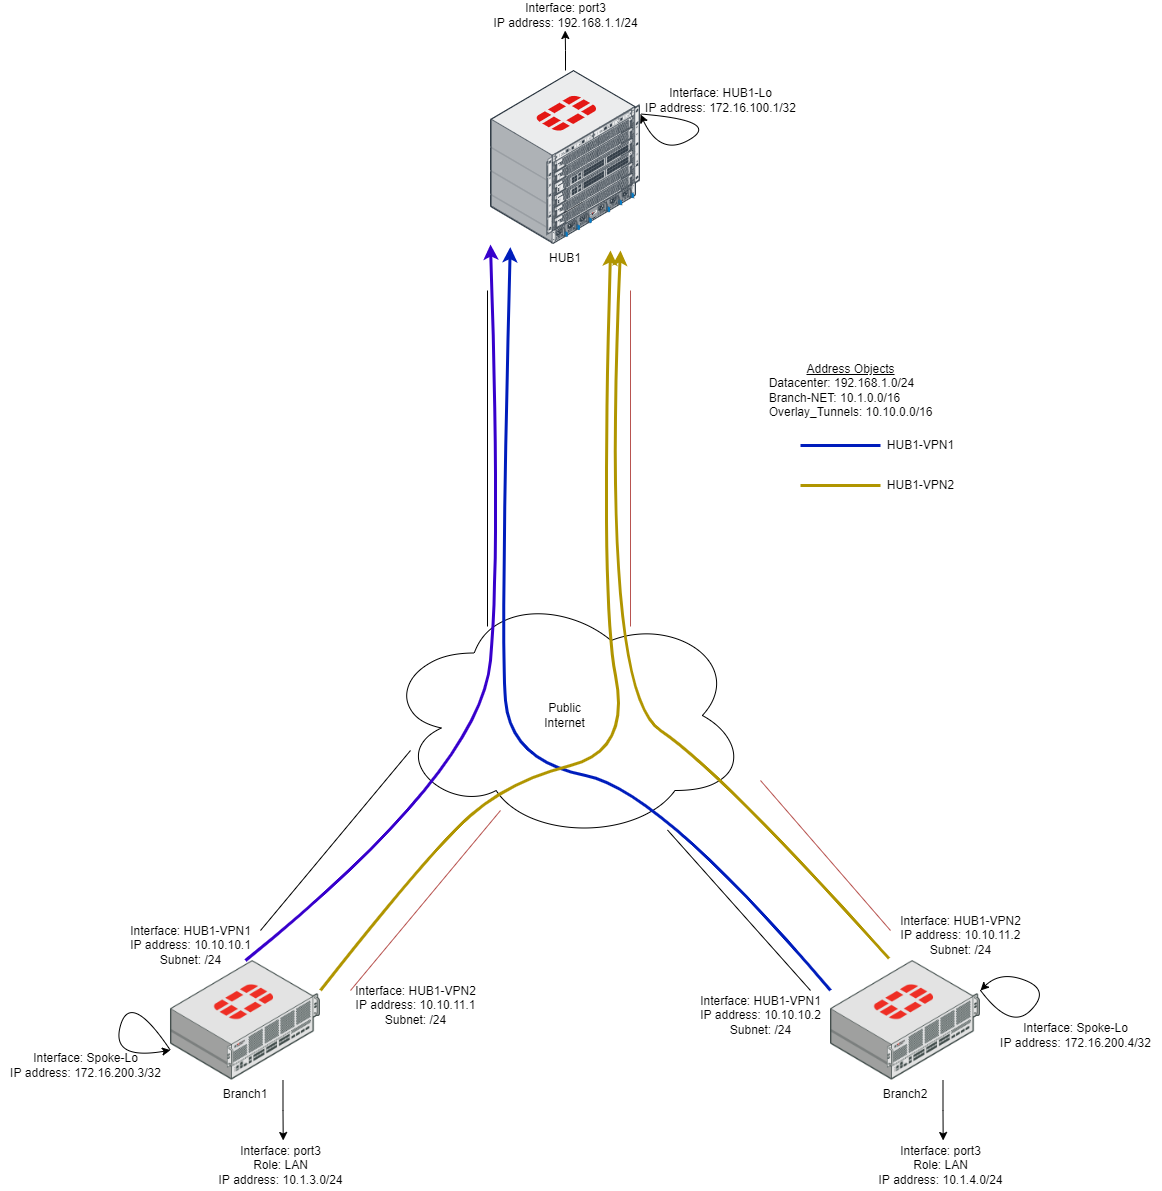 Interface: port3
IP address: 192.168.1.1/24
Interface: HUB1-Lo
IP address: 172.16.100.1/32
HUB1
Address Objects
Datacenter: 192.168.1.0/24
Branch-NET: 10.1.0.0/16
Overlay_Tunnels: 10.10.0.0/16
HUB1-VPN1
HUB1-VPN2
Public
Internet
Interface: HUB1-VPN1
IP address: 10.10.10.1
Subnet: /24
Interface: HUB1-VPN2
IP address: 10.10.11.2
Subnet: /24
Interface: HUB1-VPN2
IP address: 10.10.11.1
Subnet: /24
Interface: HUB1-VPN1
IP address: 10.10.10.2
Subnet: /24
Interface: Spoke-Lo
IP address: 172.16.200.3/32
Interface: Spoke-Lo
IP address: 172.16.200.4/32
Branch1
Branch2
Interface: port3
Role: LAN
IP address: 10.1.3.0/24
Interface: port3
Role: LAN
IP address: 10.1.4.0/24